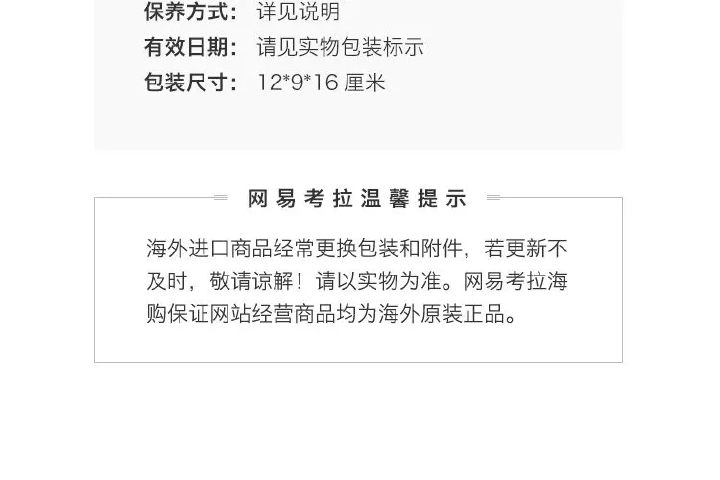 保养方式： 详见说明
有效日期： 请见实物包装标示
包装尺寸： 12*9*16 厘米
网易考拉温馨提示
海外进口商品经常更换包装和附件，若更新不
及时，敬请谅解！请以实物为准。网易考拉海
购保证网站经营商品均为海外原装正品。